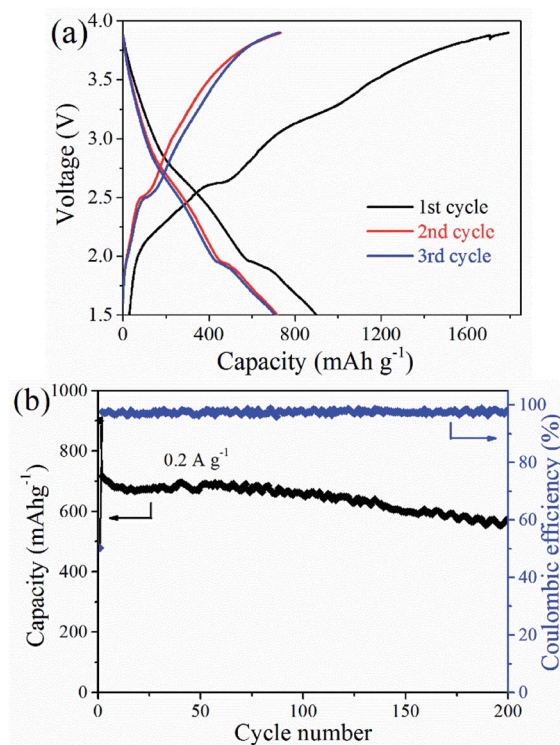 (a)
4.0
3.5
3.0
2.5
2.0
1.5
Voltage (V)
1st cycle
2nd cycle
3rd cycle
0 400 800 1200 1600
Capacity (mAh g-1)
(b)
1000
800
600
400
200
0
Capacity (mAhg-1)
0.2 A g-1
100
80
60
40
20
0
Coulombic efficiency (%)
0 50 100 150 200
Cycle number